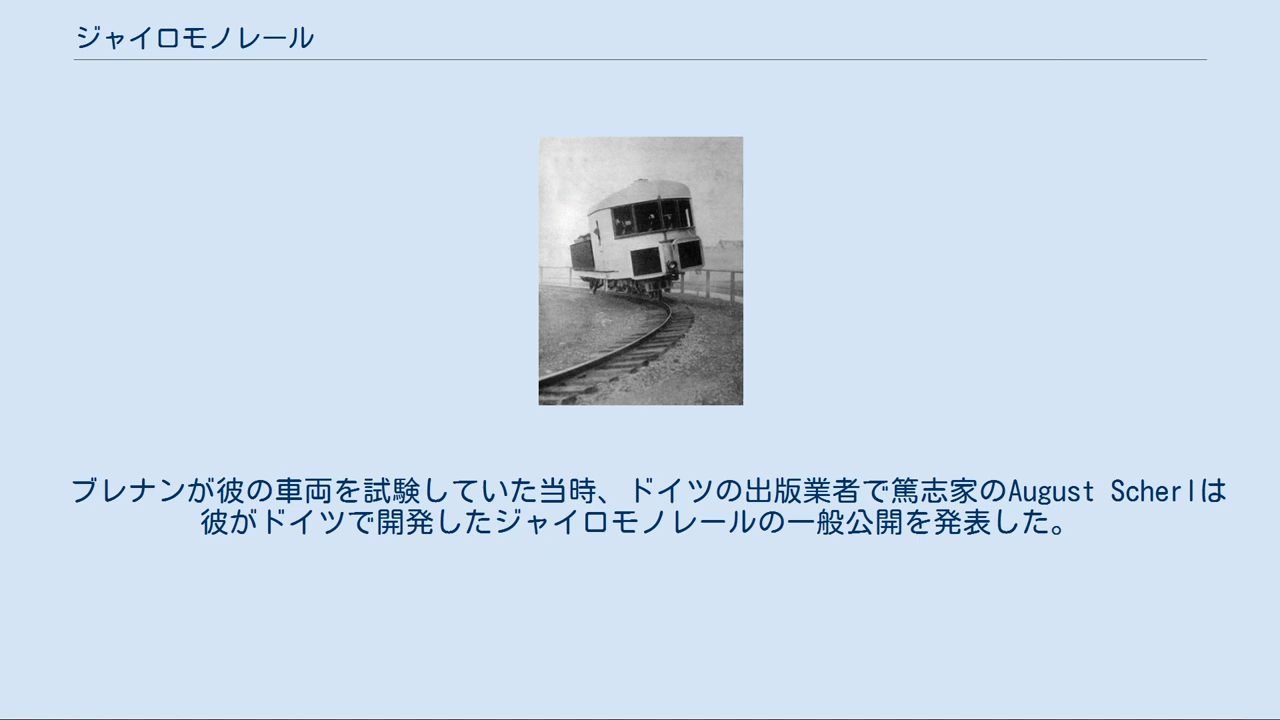 ジャイロモノレール
ブレナンが彼の車両を試験していた当時、ドイツの出版業者で篤志家のAugust Scherlは
彼がドイツで開発したジャイロモノレールの一般公開を発表した。